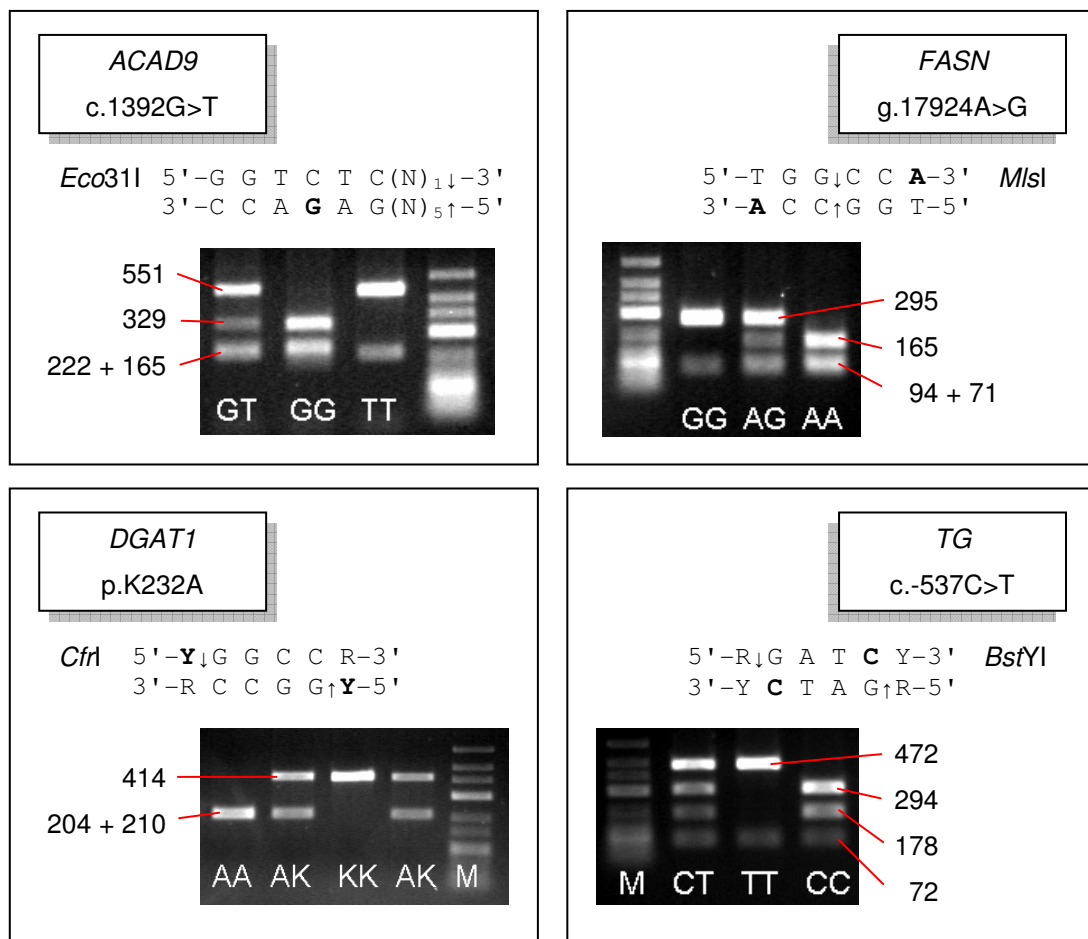 ACAD9
c.1392G>T
Eco31I 5'-G G T C T C(N)₁↓-3'
3'-C C A G A G(N)₅↑-5'
551
329
222 + 165
GT GG TT
FASN
g.17924A>G
5'-T G G↓C C A-3' MlsI
3'-A C C↑G G T-5'
295
165
94 + 71
GG AG AA
DGAT1
p.K232A
CfrI 5'-Y↓G G C C R-3'
3'-R C C G G↑Y-5'
414
204 + 210
AA AK KK AK M
TG
c.-537C>T
5'-R↓G A T C Y-3' BstYI
3'-Y C T A G↑R-5'
472
294
178
72
M CT TT CC